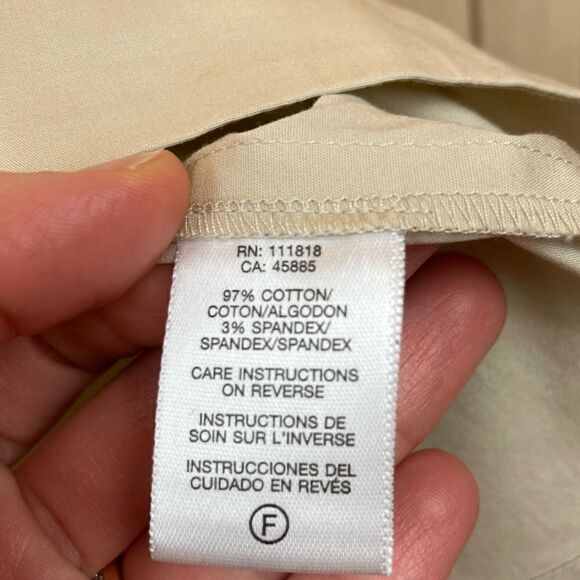 RN: 111818
CA: 45885
97% COTTON/
COTON/ALGODON
3% SPANDEX/
SPANDEX/SPANDEX
CARE INSTRUCTIONS
ON REVERSE
INSTRUCTIONS DE
SOIN SUR L'INVERSE
INSTRUCCIONES DEL
CUIDADO EN REVÉS
F